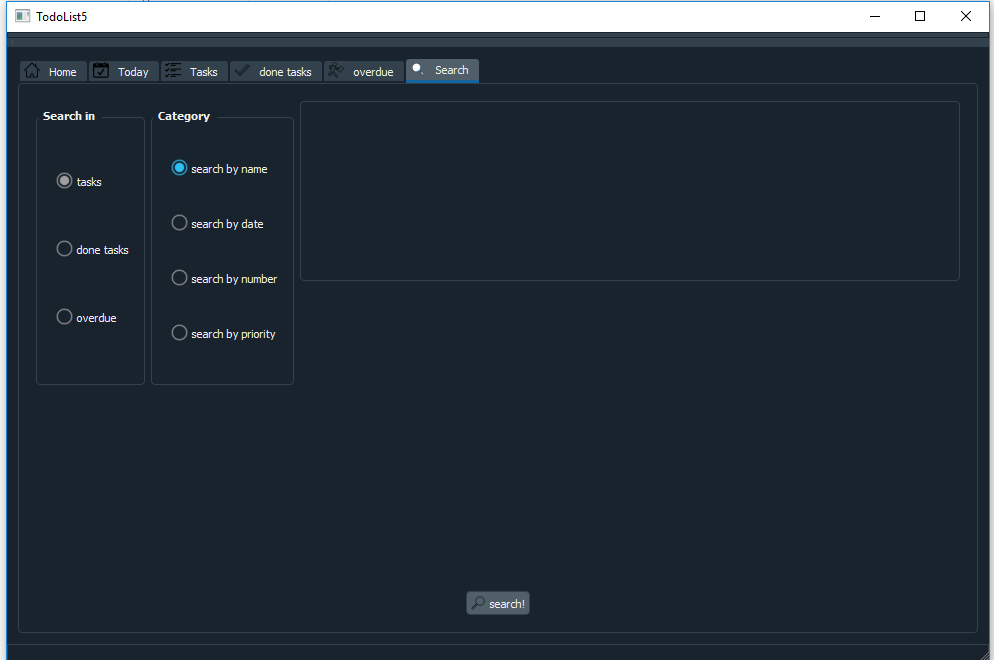 TodoList5
Home Today Tasks done tasks overdue Search
Search in
tasks
done tasks
overdue
Category
search by name
search by date
search by number
search by priority
search!